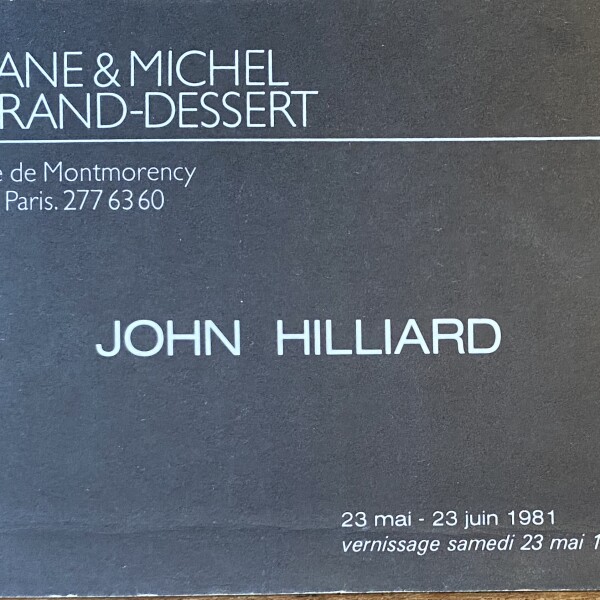 ANE & MICHEL
RAND-DESSERT
de Montmorency
Paris. 277 63 60
JOHN HILLIARD
23 mai - 23 juin 1981
vernissage samedi 23 mai